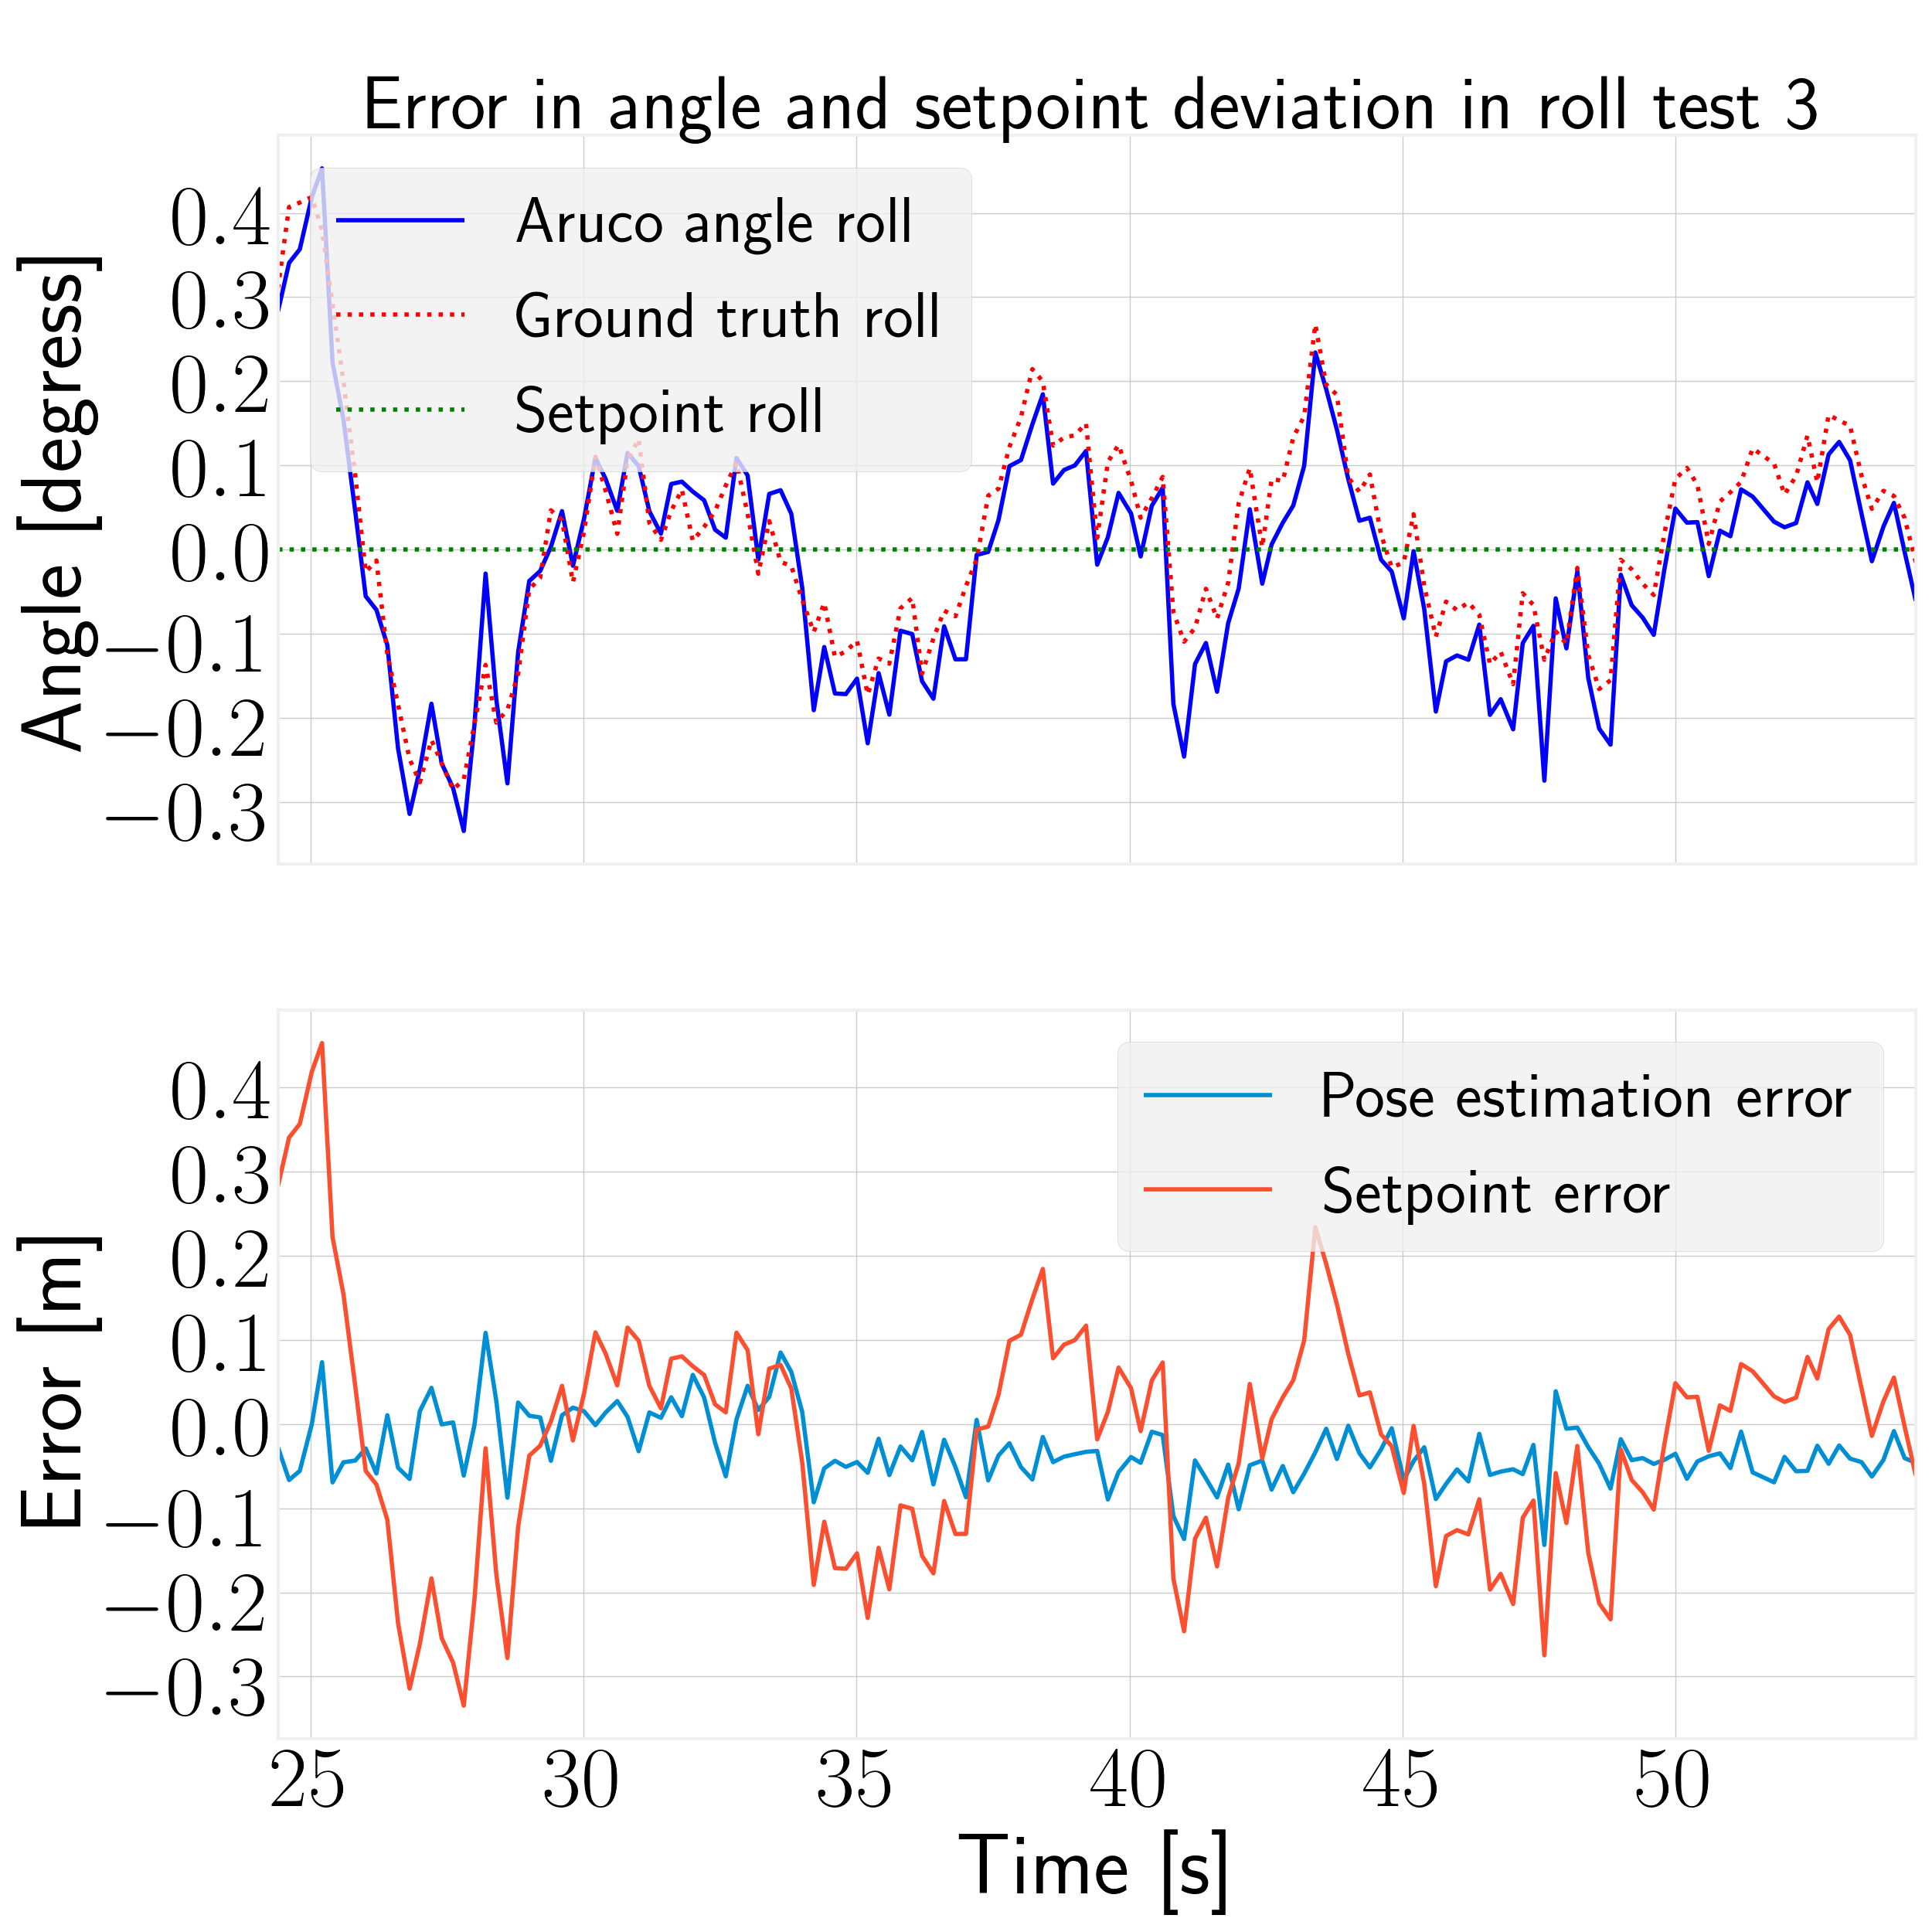 Error in angle and setpoint deviation in roll test 3
Angle [degress]
0.4
0.3
0.2
0.1
0.0
−0.1
−0.2
−0.3
Aruco angle roll
Ground truth roll
Setpoint roll
Error [m]
0.4
0.3
0.2
0.1
0.0
−0.1
−0.2
−0.3
Pose estimation error
Setpoint error
25 30 35 40 45 50
Time [s]